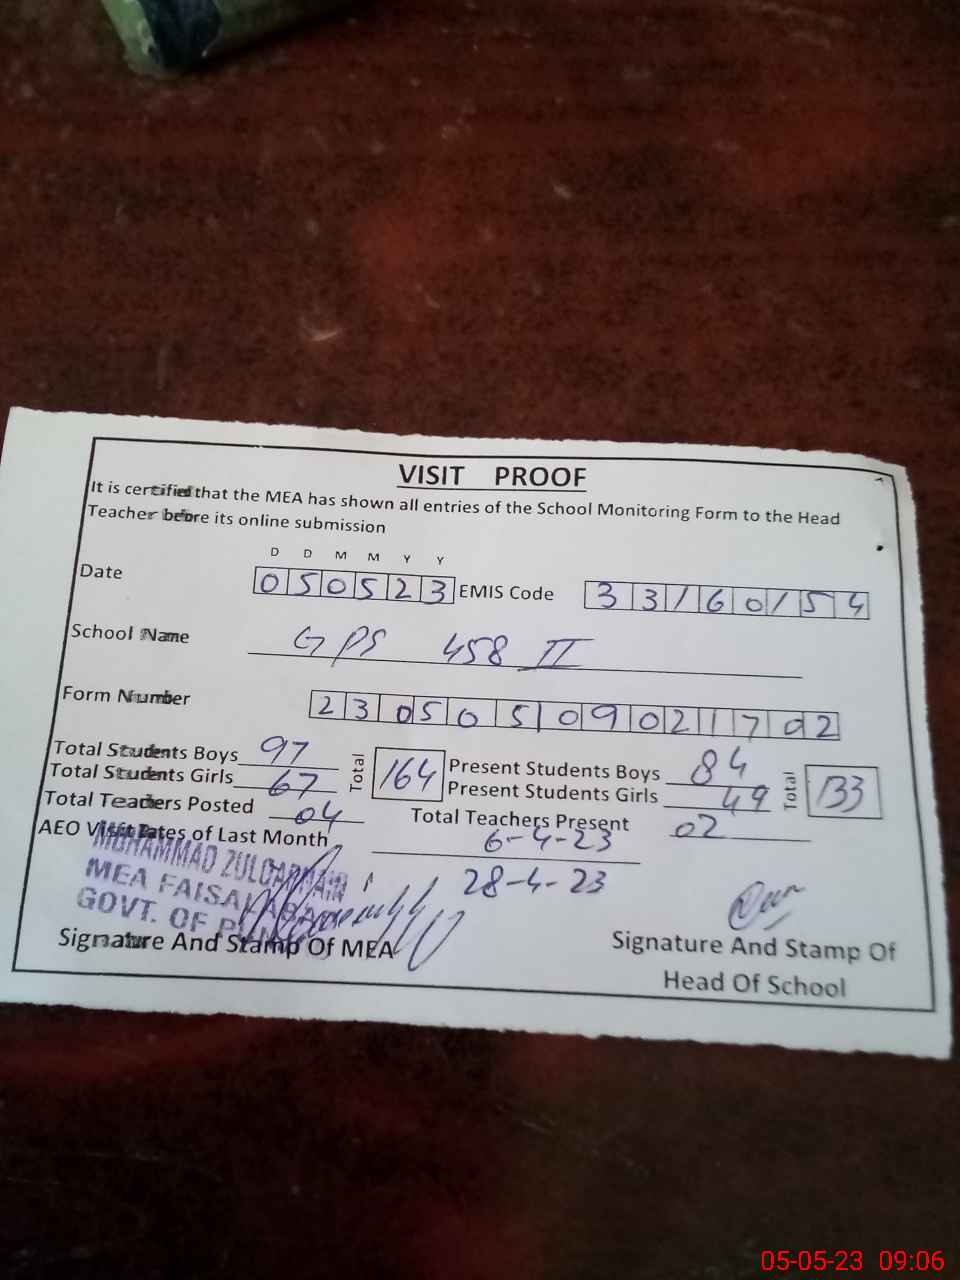 VISIT PROOF
It is certified that the MEA has shown all entries of the School Monitoring Form to the Head
Teacher before its online submission
D D M M Y Y
Date 050523 EMIS Code 33160154
School Name GPS 458 II
Form Number 2305050509021702
Total Students Boys 97 Total 164 Present Students Boys 84 Total 133
Total Students Girls 67 Present Students Girls 49
Total Teachers Posted 04 Total Teachers Present 02
AEO Visit Dates of Last Month 6-4-23
28-4-23
MUHAMMAD ZULQARNAIN
MEA FAISALABAD
GOVT. OF
Signature And Stamp Of MEA
Signature And Stamp Of
Head Of School
05-05-23 09:06